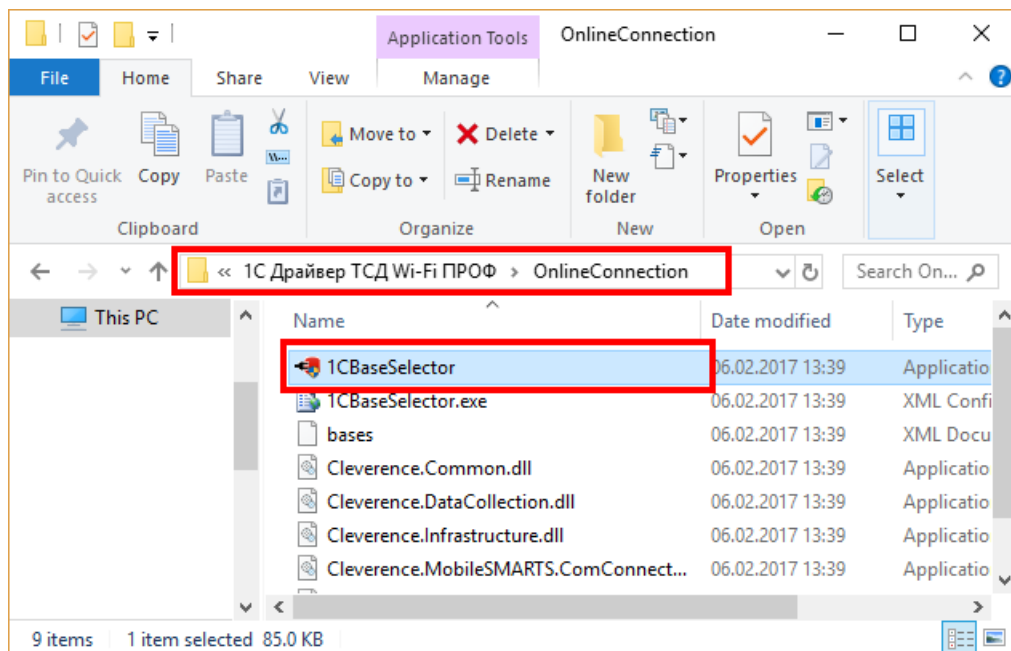 Application Tools OnlineConnection
File Home Share View Manage
Pin to Quick access
Copy
Paste
Move to
Copy to
Delete
Rename
New folder
Properties
Select
Clipboard Organize New Open
« 1С Драйвер ТСД Wi-Fi ПРОФ › OnlineConnection
Search On...
This PC
Name Date modified Type
1CBaseSelector 06.02.2017 13:39 Applicatio
1CBaseSelector.exe 06.02.2017 13:39 XML Confi
bases 06.02.2017 13:39 XML Docu
Cleverence.Common.dll 06.02.2017 13:39 Applicatio
Cleverence.DataCollection.dll 06.02.2017 13:39 Applicatio
Cleverence.Infrastructure.dll 06.02.2017 13:39 Applicatio
Cleverence.MobileSMARTS.ComConnect... 06.02.2017 13:39 Applicatio
9 items 1 item selected 85.0 KB